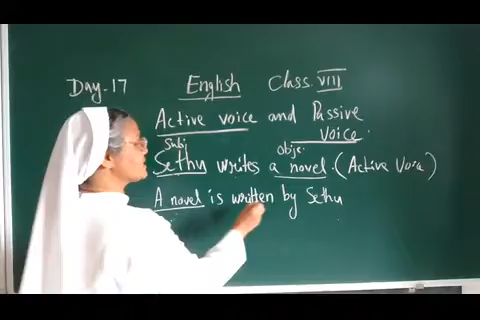 Day-17 English Class VIII
Active voice and Passive
voice.
Subj Obje.
Sethu writes a novel. (Active Voice)
A novel is written by Sethu